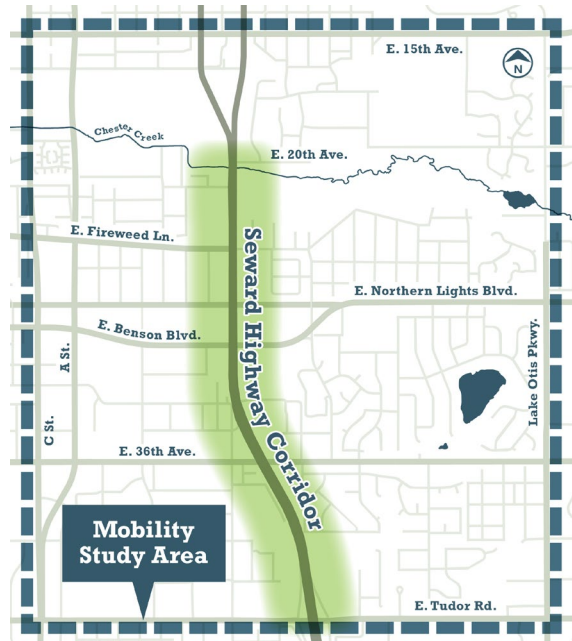 E. 15th Ave.
N
Chester Creek
E. 20th Ave.
E. Fireweed Ln.
Seward Highway Corridor
E. Northern Lights Blvd.
E. Benson Blvd.
A St.
Lake Otis Pkwy.
C St.
E. 36th Ave.
Mobility
Study Area
E. Tudor Rd.